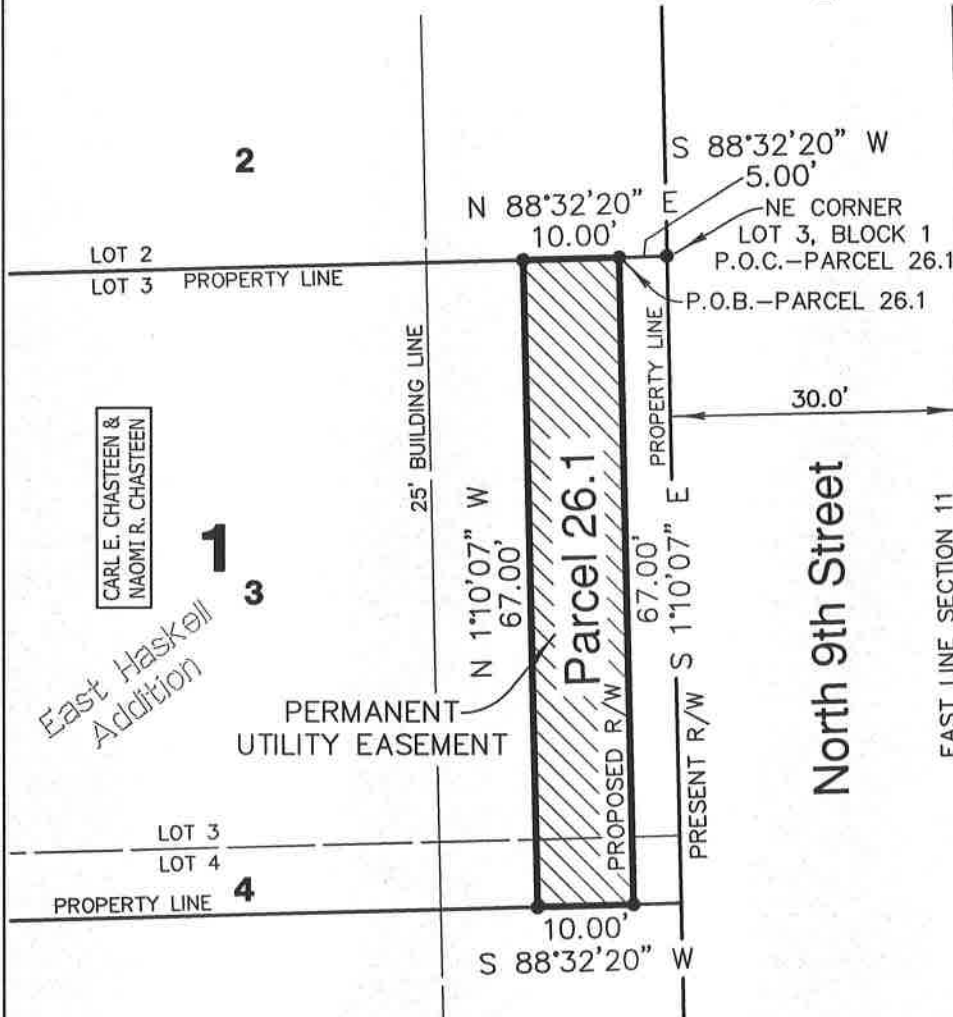 2
S 88°32'20" W
5.00'
N 88°32'20" E
10.00'
NE CORNER
LOT 3, BLOCK 1
P.O.C.-PARCEL 26.1
P.O.B.-PARCEL 26.1
LOT 2
LOT 3 PROPERTY LINE
25' BUILDING LINE
PROPERTY LINE
30.0'
CARL E. CHASTEEN &
NAOMI R. CHASTEEN
1
3
East Haskell
Addition
N 1°10'07" W
67.00'
Parcel 26.1
67.00'
S 1°10'07" E
North 9th Street
EAST LINE SECTION 11
PERMANENT
UTILITY EASEMENT
PROPOSED R/W
PRESENT R/W
LOT 3
LOT 4
4
PROPERTY LINE
10.00'
S 88°32'20" W